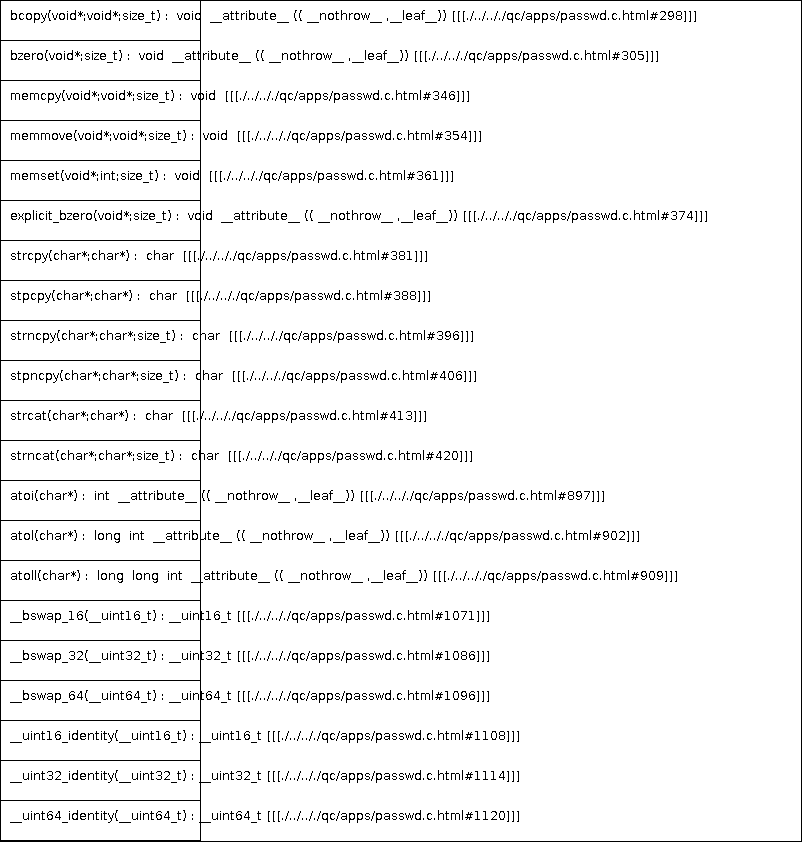 bcopy(void*;void*;size_t) : void __attribute__ (( __nothrow__ ,__leaf__)) [[[./../.././qc/apps/passwd.c.html#298]]]
bzero(void*;size_t) : void __attribute__ (( __nothrow__ ,__leaf__)) [[[./../.././qc/apps/passwd.c.html#305]]]
memcpy(void*;void*;size_t) : void [[[./../.././qc/apps/passwd.c.html#346]]]
memmove(void*;void*;size_t) : void [[[./../.././qc/apps/passwd.c.html#354]]]
memset(void*;int;size_t) : void [[[./../.././qc/apps/passwd.c.html#361]]]
explicit_bzero(void*;size_t) : void __attribute__ (( __nothrow__ ,__leaf__)) [[[./../.././qc/apps/passwd.c.html#374]]]
strcpy(char*;char*) : char [[[./../.././qc/apps/passwd.c.html#381]]]
stpcpy(char*;char*) : char [[[./../.././qc/apps/passwd.c.html#388]]]
strncpy(char*;char*;size_t) : char [[[./../.././qc/apps/passwd.c.html#396]]]
stpncpy(char*;char*;size_t) : char [[[./../.././qc/apps/passwd.c.html#406]]]
strcat(char*;char*) : char [[[./../.././qc/apps/passwd.c.html#413]]]
strncat(char*;char*;size_t) : char [[[./../.././qc/apps/passwd.c.html#420]]]
atoi(char*) : int __attribute__ (( __nothrow__ ,__leaf__)) [[[./../.././qc/apps/passwd.c.html#897]]]
atol(char*) : long int __attribute__ (( __nothrow__ ,__leaf__)) [[[./../.././qc/apps/passwd.c.html#902]]]
atoll(char*) : long long int __attribute__ (( __nothrow__ ,__leaf__)) [[[./../.././qc/apps/passwd.c.html#909]]]
__bswap_16(__uint16_t) : __uint16_t [[[./../.././qc/apps/passwd.c.html#1071]]]
__bswap_32(__uint32_t) : __uint32_t [[[./../.././qc/apps/passwd.c.html#1086]]]
__bswap_64(__uint64_t) : __uint64_t [[[./../.././qc/apps/passwd.c.html#1096]]]
__uint16_identity(__uint16_t) : __uint16_t [[[./../.././qc/apps/passwd.c.html#1108]]]
__uint32_identity(__uint32_t) : __uint32_t [[[./../.././qc/apps/passwd.c.html#1114]]]
__uint64_identity(__uint64_t) : __uint64_t [[[./../.././qc/apps/passwd.c.html#1120]]]